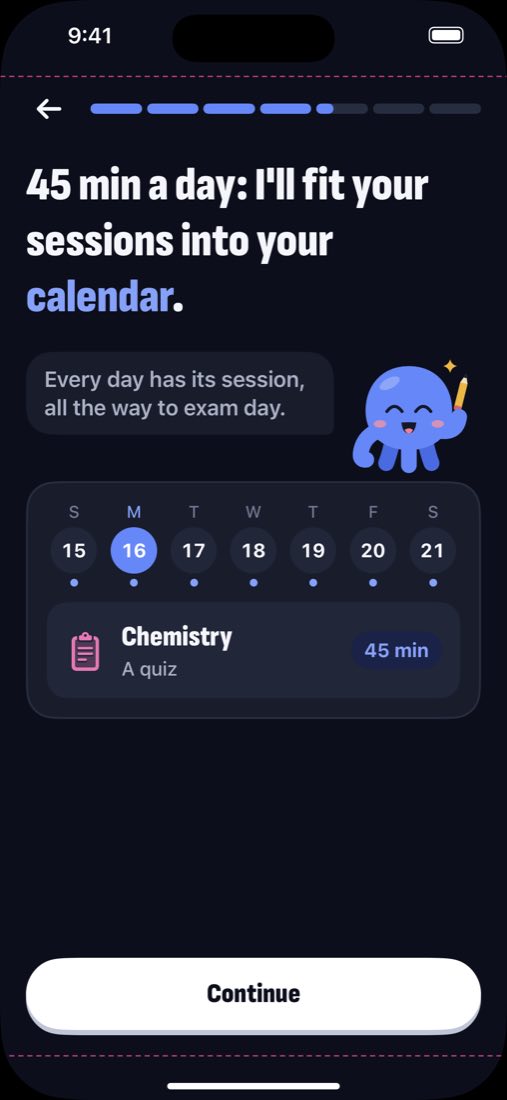 9:41
45 min a day: I'll fit your
sessions into your
calendar.
Every day has its session,
all the way to exam day.
S M T W T F S
15 16 17 18 19 20 21
Chemistry
A quiz
45 min
Continue